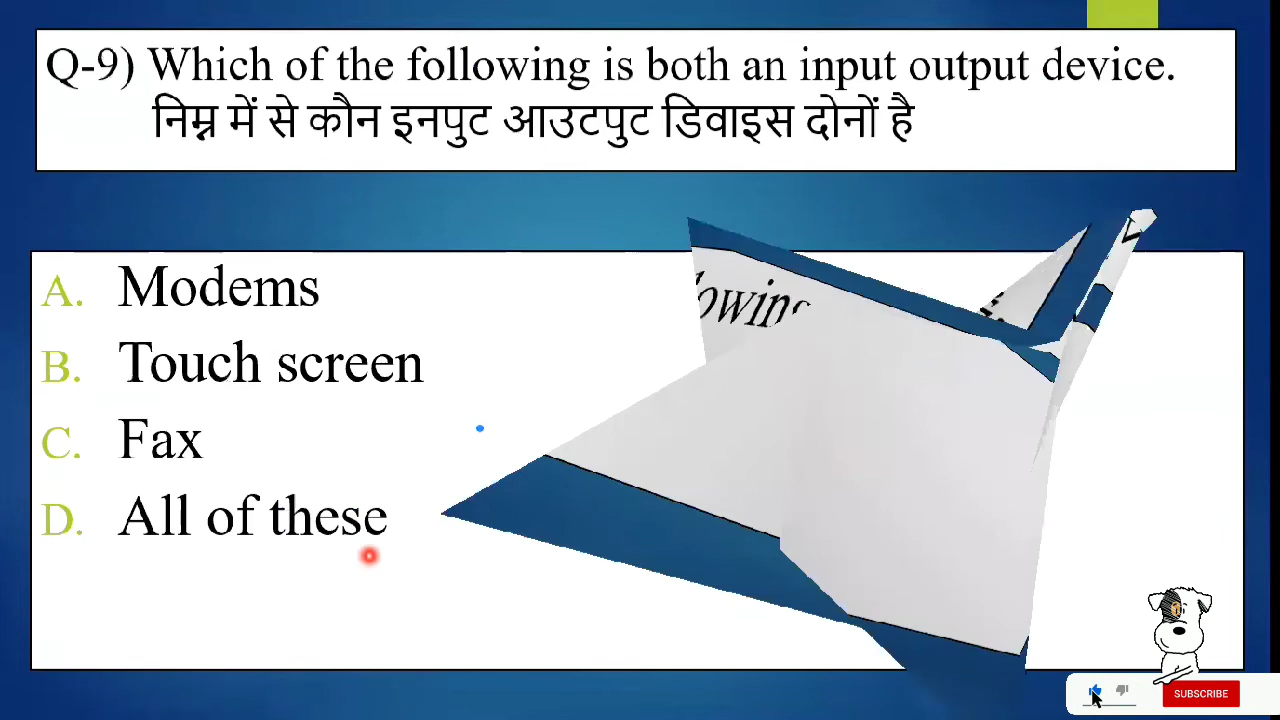 Q-9) Which of the following is both an input output device.
निम्न में से कौन इनपुट आउटपुट डिवाइस दोनों है
A. Modems
B. Touch screen
C. Fax
D. All of these
SUBSCRIBE